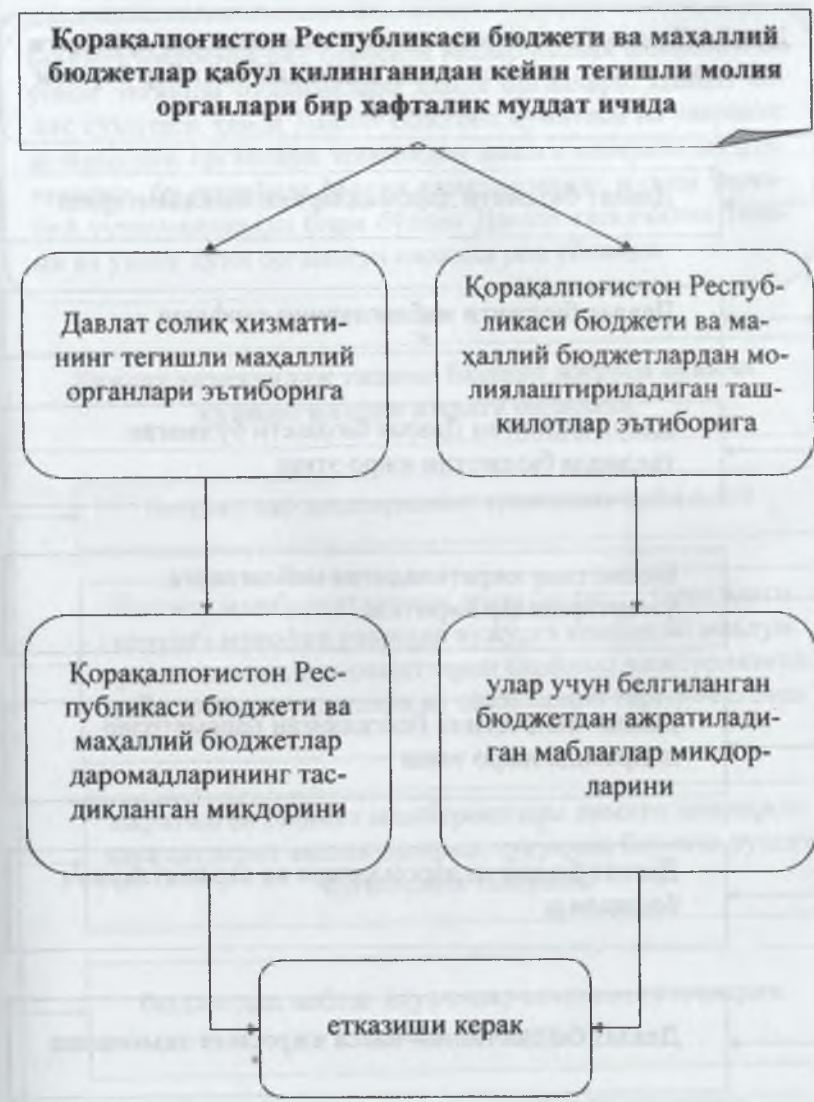 Қорақалпоғистон Республикаси бюджети ва маҳаллий
бюджетлар қабул қилинганидан кейин тегишли молия
органлари бир ҳафталик муддат ичида
Давлат солиқ хизмати-
нинг тегишли маҳаллий
органлари эътиборига
Қорақалпоғистон Респуб-
ликаси бюджети ва ма-
ҳаллий бюджетлардан мо-
лиялаштириладиган таш-
килотлар эътиборига
Қорақалпоғистон Рес-
публикаси бюджети ва
маҳаллий бюджетлар
даромадларининг тас-
диқланган миқдорини
улар учун белгиланган
бюджетдан ажратилади-
ган маблағлар миқдор-
ларини
етказиши керак